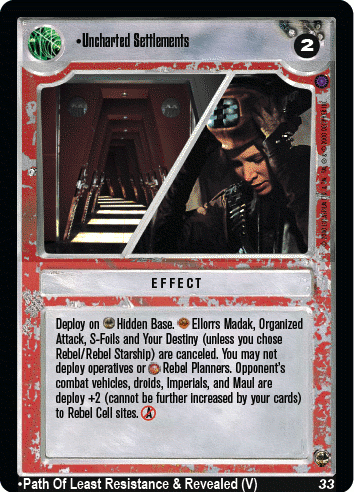 •Uncharted Settlements
2
EFFECT
Deploy on Hidden Base. Ellorrs Madak, Organized
Attack, S-Foils and Your Destiny (unless you chose
Rebel/Rebel Starship) are canceled. You may not
deploy operatives or Rebel Planners. Opponent's
combat vehicles, droids, Imperials, and Maul are
deploy +2 (cannot be further increased by your cards)
to Rebel Cell sites.
•Path Of Least Resistance & Revealed (V)
33